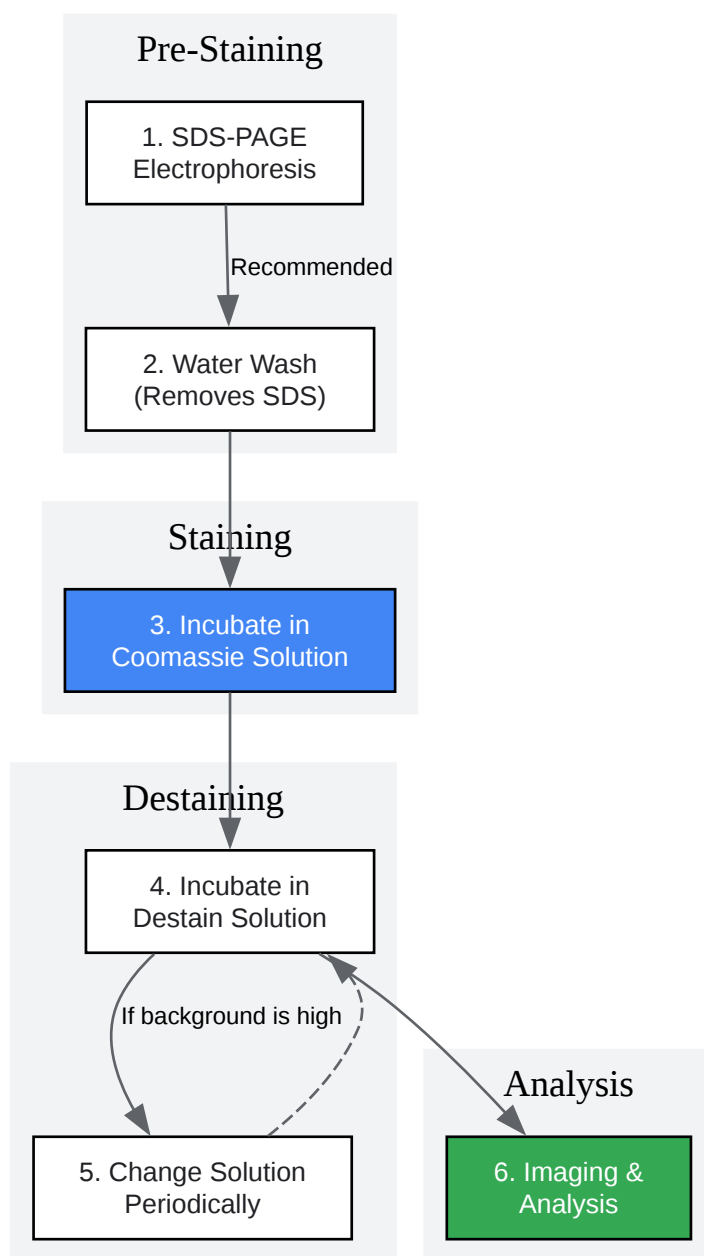 Pre-Staining
1. SDS-PAGE
Electrophoresis
Recommended
2. Water Wash
(Removes SDS)
Staining
3. Incubate in
Coomassie Solution
Destaining
4. Incubate in
Destain Solution
If background is high
5. Change Solution
Periodically
Analysis
6. Imaging &
Analysis